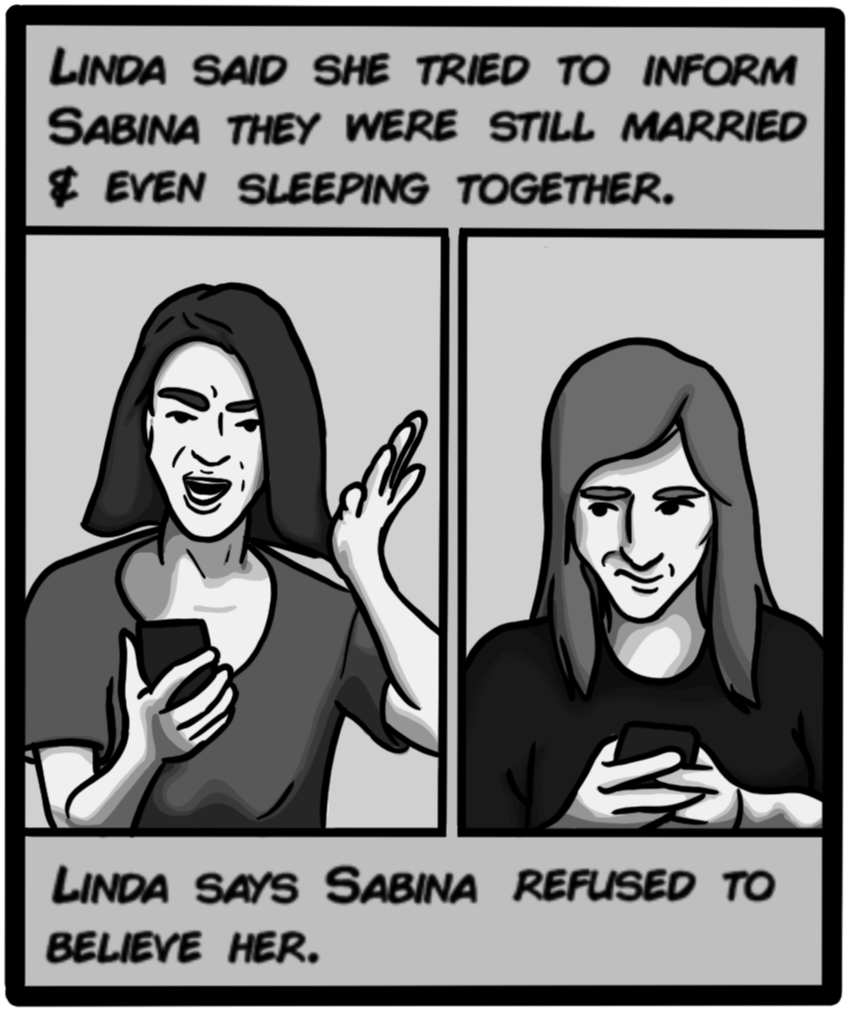 Linda said she tried to inform
Sabina they were still married
& even sleeping together.
Linda says Sabina refused to
believe her.